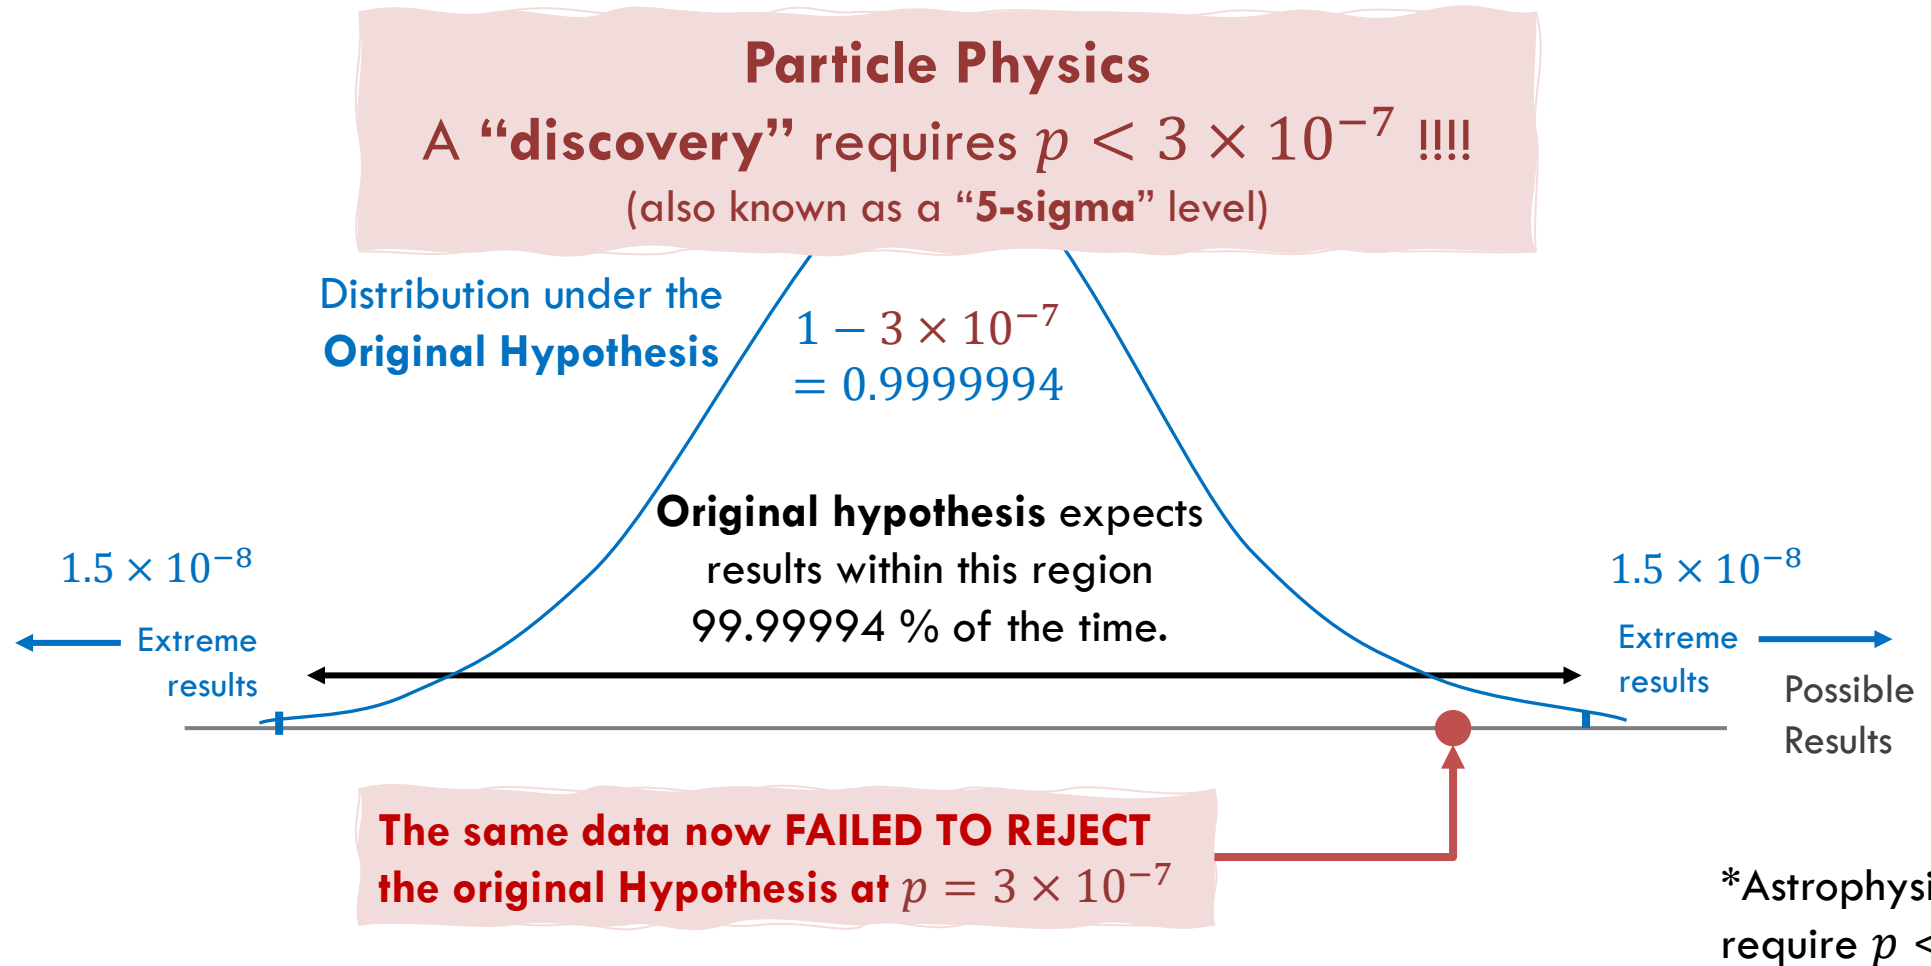 Particle Physics
A “discovery” requires 𝑝 < 3 × 10⁻⁷ !!!!
(also known as a “5-sigma” level)
Distribution under the
Original Hypothesis
1 − 3 × 10⁻⁷
= 0.9999994
Original hypothesis expects
results within this region
99.99994 % of the time.
1.5 × 10⁻⁸
Extreme
results
1.5 × 10⁻⁸
Extreme
results
Possible
Results
The same data now FAILED TO REJECT
the original Hypothesis at 𝑝 = 3 × 10⁻⁷
*Astrophysi
require 𝑝 <